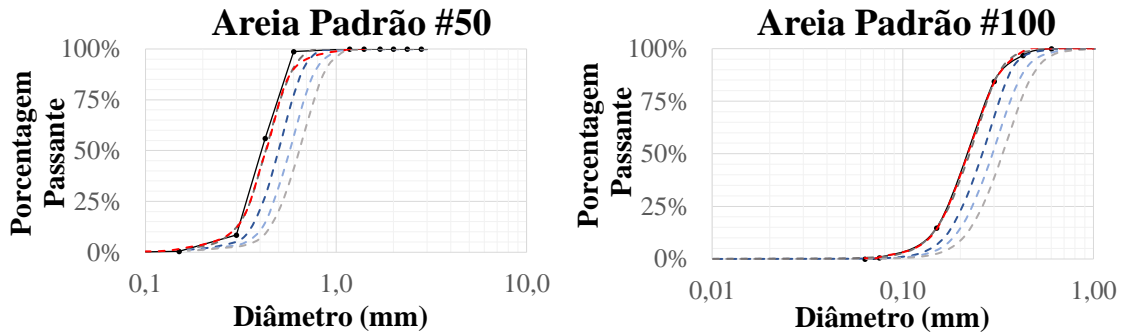 Areia Padrão #50
Porcentagem
Passante
100%
75%
50%
25%
0%
0,1
1,0
10,0
Diâmetro (mm)
Areia Padrão #100
Porcentagem
Passante
100%
75%
50%
25%
0%
0,01
0,10
1,00
Diâmetro (mm)